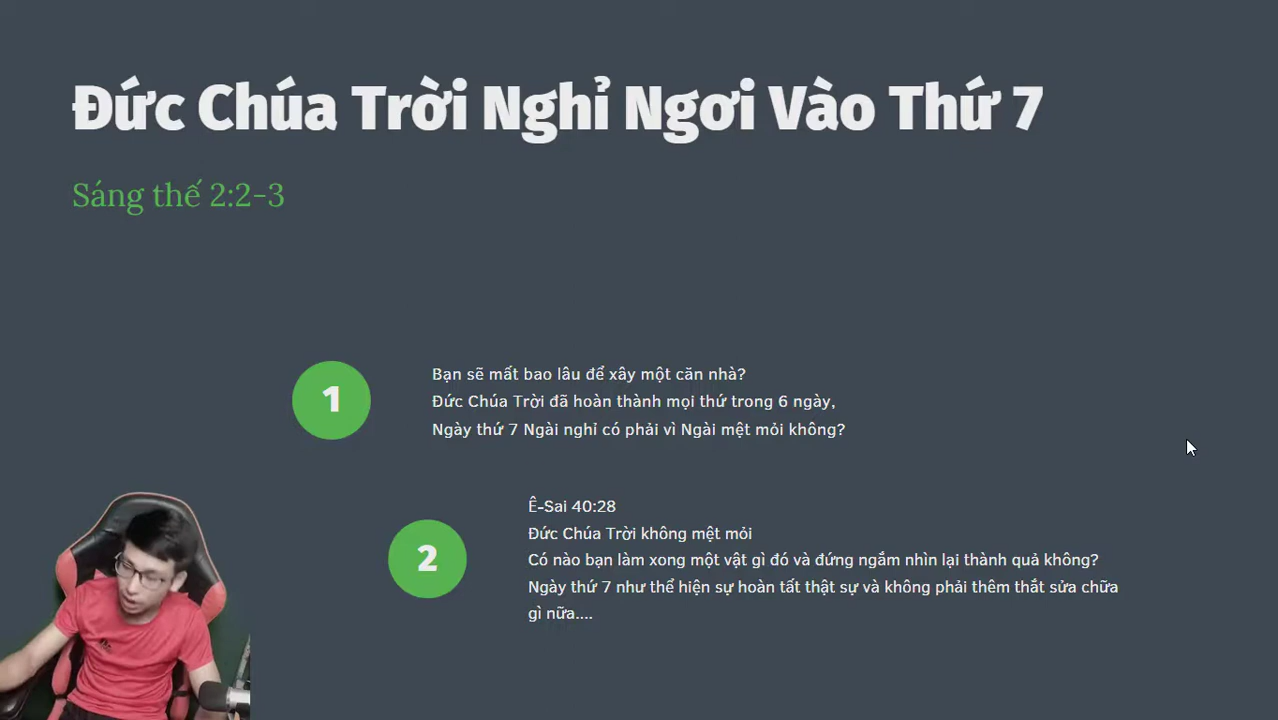 Đức Chúa Trời Nghỉ Ngơi Vào Thứ 7
Sáng thế 2:2-3
1
Bạn sẽ mất bao lâu để xây một căn nhà?
Đức Chúa Trời đã hoàn thành mọi thứ trong 6 ngày,
Ngày thứ 7 Ngài nghỉ có phải vì Ngài mệt mỏi không?
2
Ê-Sai 40:28
Đức Chúa Trời không mệt mỏi
Có nào bạn làm xong một vật gì đó và đứng ngắm nhìn lại thành quả không?
Ngày thứ 7 như thể hiện sự hoàn tất thật sự và không phải thêm thắt sửa chữa
gì nữa....